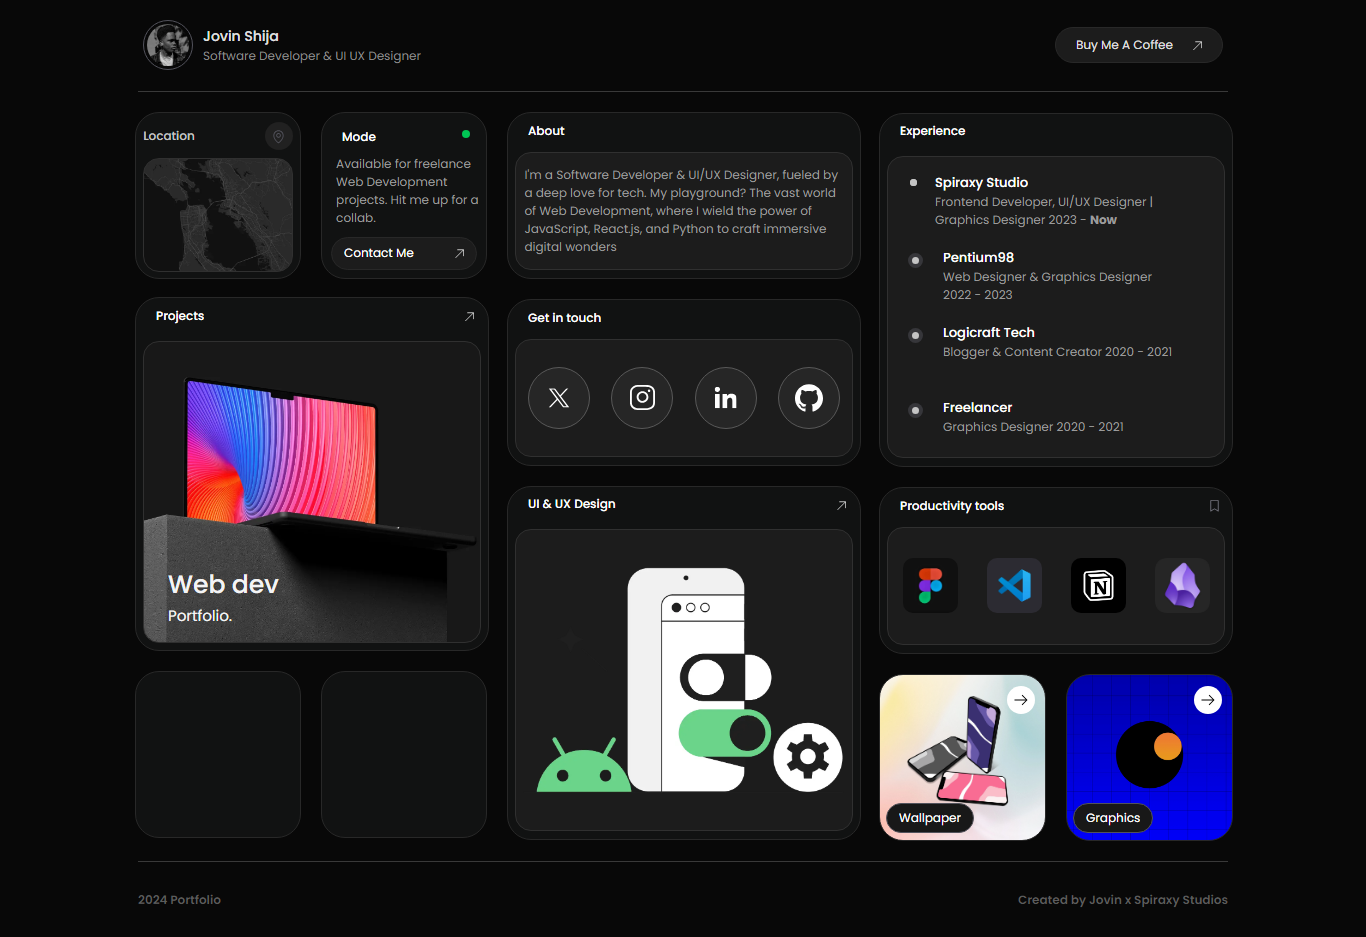 Jovin Shija
Software Developer & UI UX Designer
Buy Me A Coffee
Location
Mode
Available for freelance
Web Development
projects. Hit me up for a
collab.
Contact Me
About
I'm a Software Developer & UI/UX Designer, fueled by
a deep love for tech. My playground? The vast world
of Web Development, where I wield the power of
JavaScript, React.js, and Python to craft immersive
digital wonders
Experience
Spiraxy Studio
Frontend Developer, UI/UX Designer |
Graphics Designer 2023 - Now
Pentium98
Web Designer & Graphics Designer
2022 - 2023
Logicraft Tech
Blogger & Content Creator 2020 - 2021
Freelancer
Graphics Designer 2020 - 2021
Projects
Web dev
Portfolio.
Get in touch
UI & UX Design
Productivity tools
Wallpaper
Graphics
2024 Portfolio
Created by Jovin x Spiraxy Studios